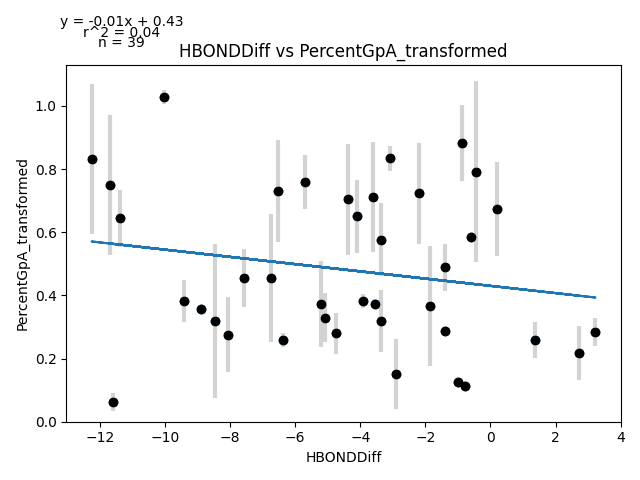 y = -0.01x + 0.43
r^2 = 0.04
n = 39
HBONDDiff vs PercentGpA_transformed
PercentGpA_transformed
1.0
0.8
0.6
0.4
0.2
0.0
−12
−10
−8
−6
−4
−2
0
2
4
HBONDDiff